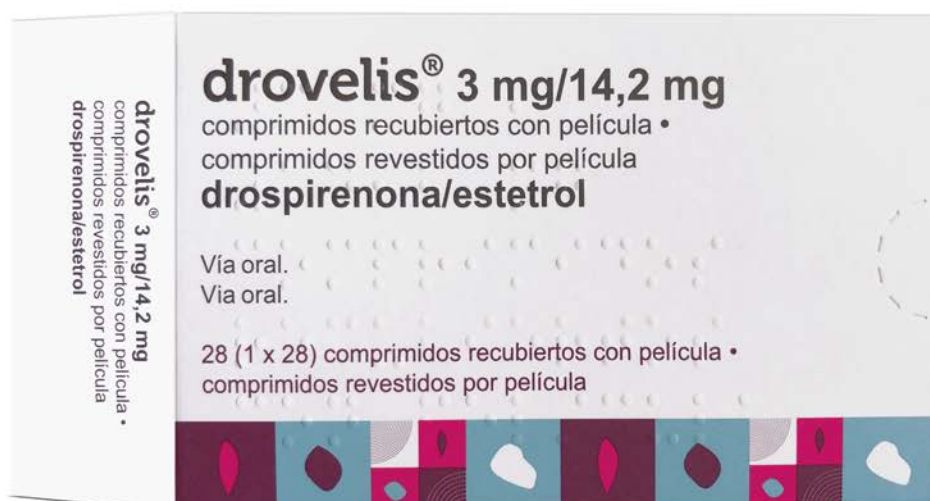 drovelis® 3 mg/14,2 mg
comprimidos recubiertos con película •
comprimidos revestidos por película
drospirenona/estetrol
drovelis® 3 mg/14,2 mg
comprimidos recubiertos con película •
comprimidos revestidos por película
drospirenona/estetrol
Vía oral.
Via oral.
28 (1 x 28) comprimidos recubiertos con película •
comprimidos revestidos por película